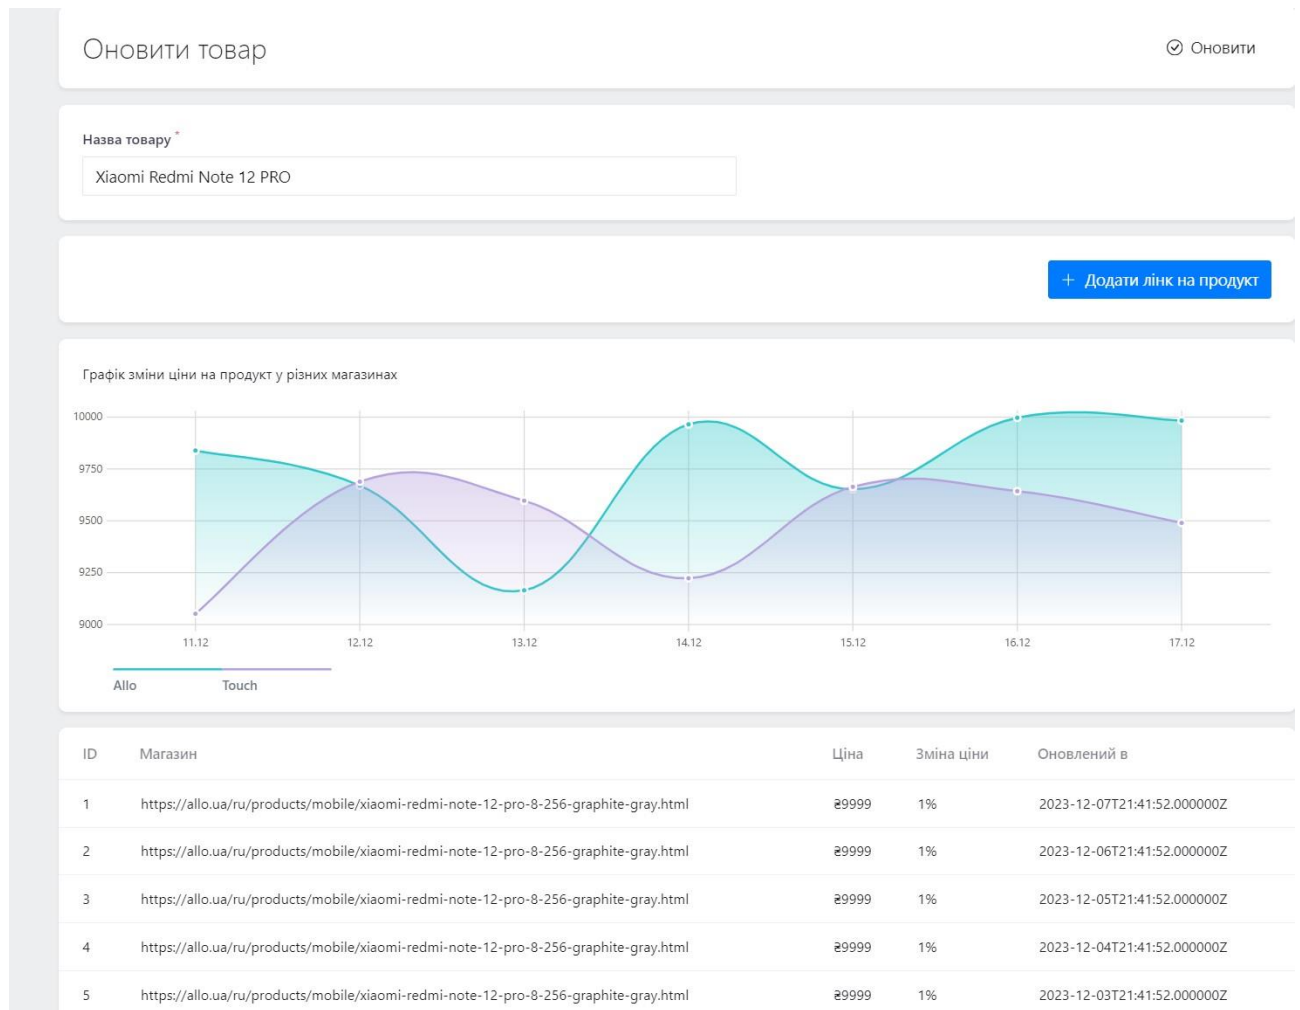 Оновити товар
Оновити
Назва товару *
Xiaomi Redmi Note 12 PRO
+ Додати лінк на продукт
Графік зміни ціни на продукт у різних магазинах
10000
9750
9500
9250
9000
11.12 12.12 13.12 14.12 15.12 16.12 17.12
Allo Touch
ID Магазин Ціна Зміна ціни Оновлений в
1 https://allo.ua/ru/products/mobile/xiaomi-redmi-note-12-pro-8-256-graphite-gray.html ₴9999 1% 2023-12-07T21:41:52.000000Z
2 https://allo.ua/ru/products/mobile/xiaomi-redmi-note-12-pro-8-256-graphite-gray.html ₴9999 1% 2023-12-06T21:41:52.000000Z
3 https://allo.ua/ru/products/mobile/xiaomi-redmi-note-12-pro-8-256-graphite-gray.html ₴9999 1% 2023-12-05T21:41:52.000000Z
4 https://allo.ua/ru/products/mobile/xiaomi-redmi-note-12-pro-8-256-graphite-gray.html ₴9999 1% 2023-12-04T21:41:52.000000Z
5 https://allo.ua/ru/products/mobile/xiaomi-redmi-note-12-pro-8-256-graphite-gray.html ₴9999 1% 2023-12-03T21:41:52.000000Z